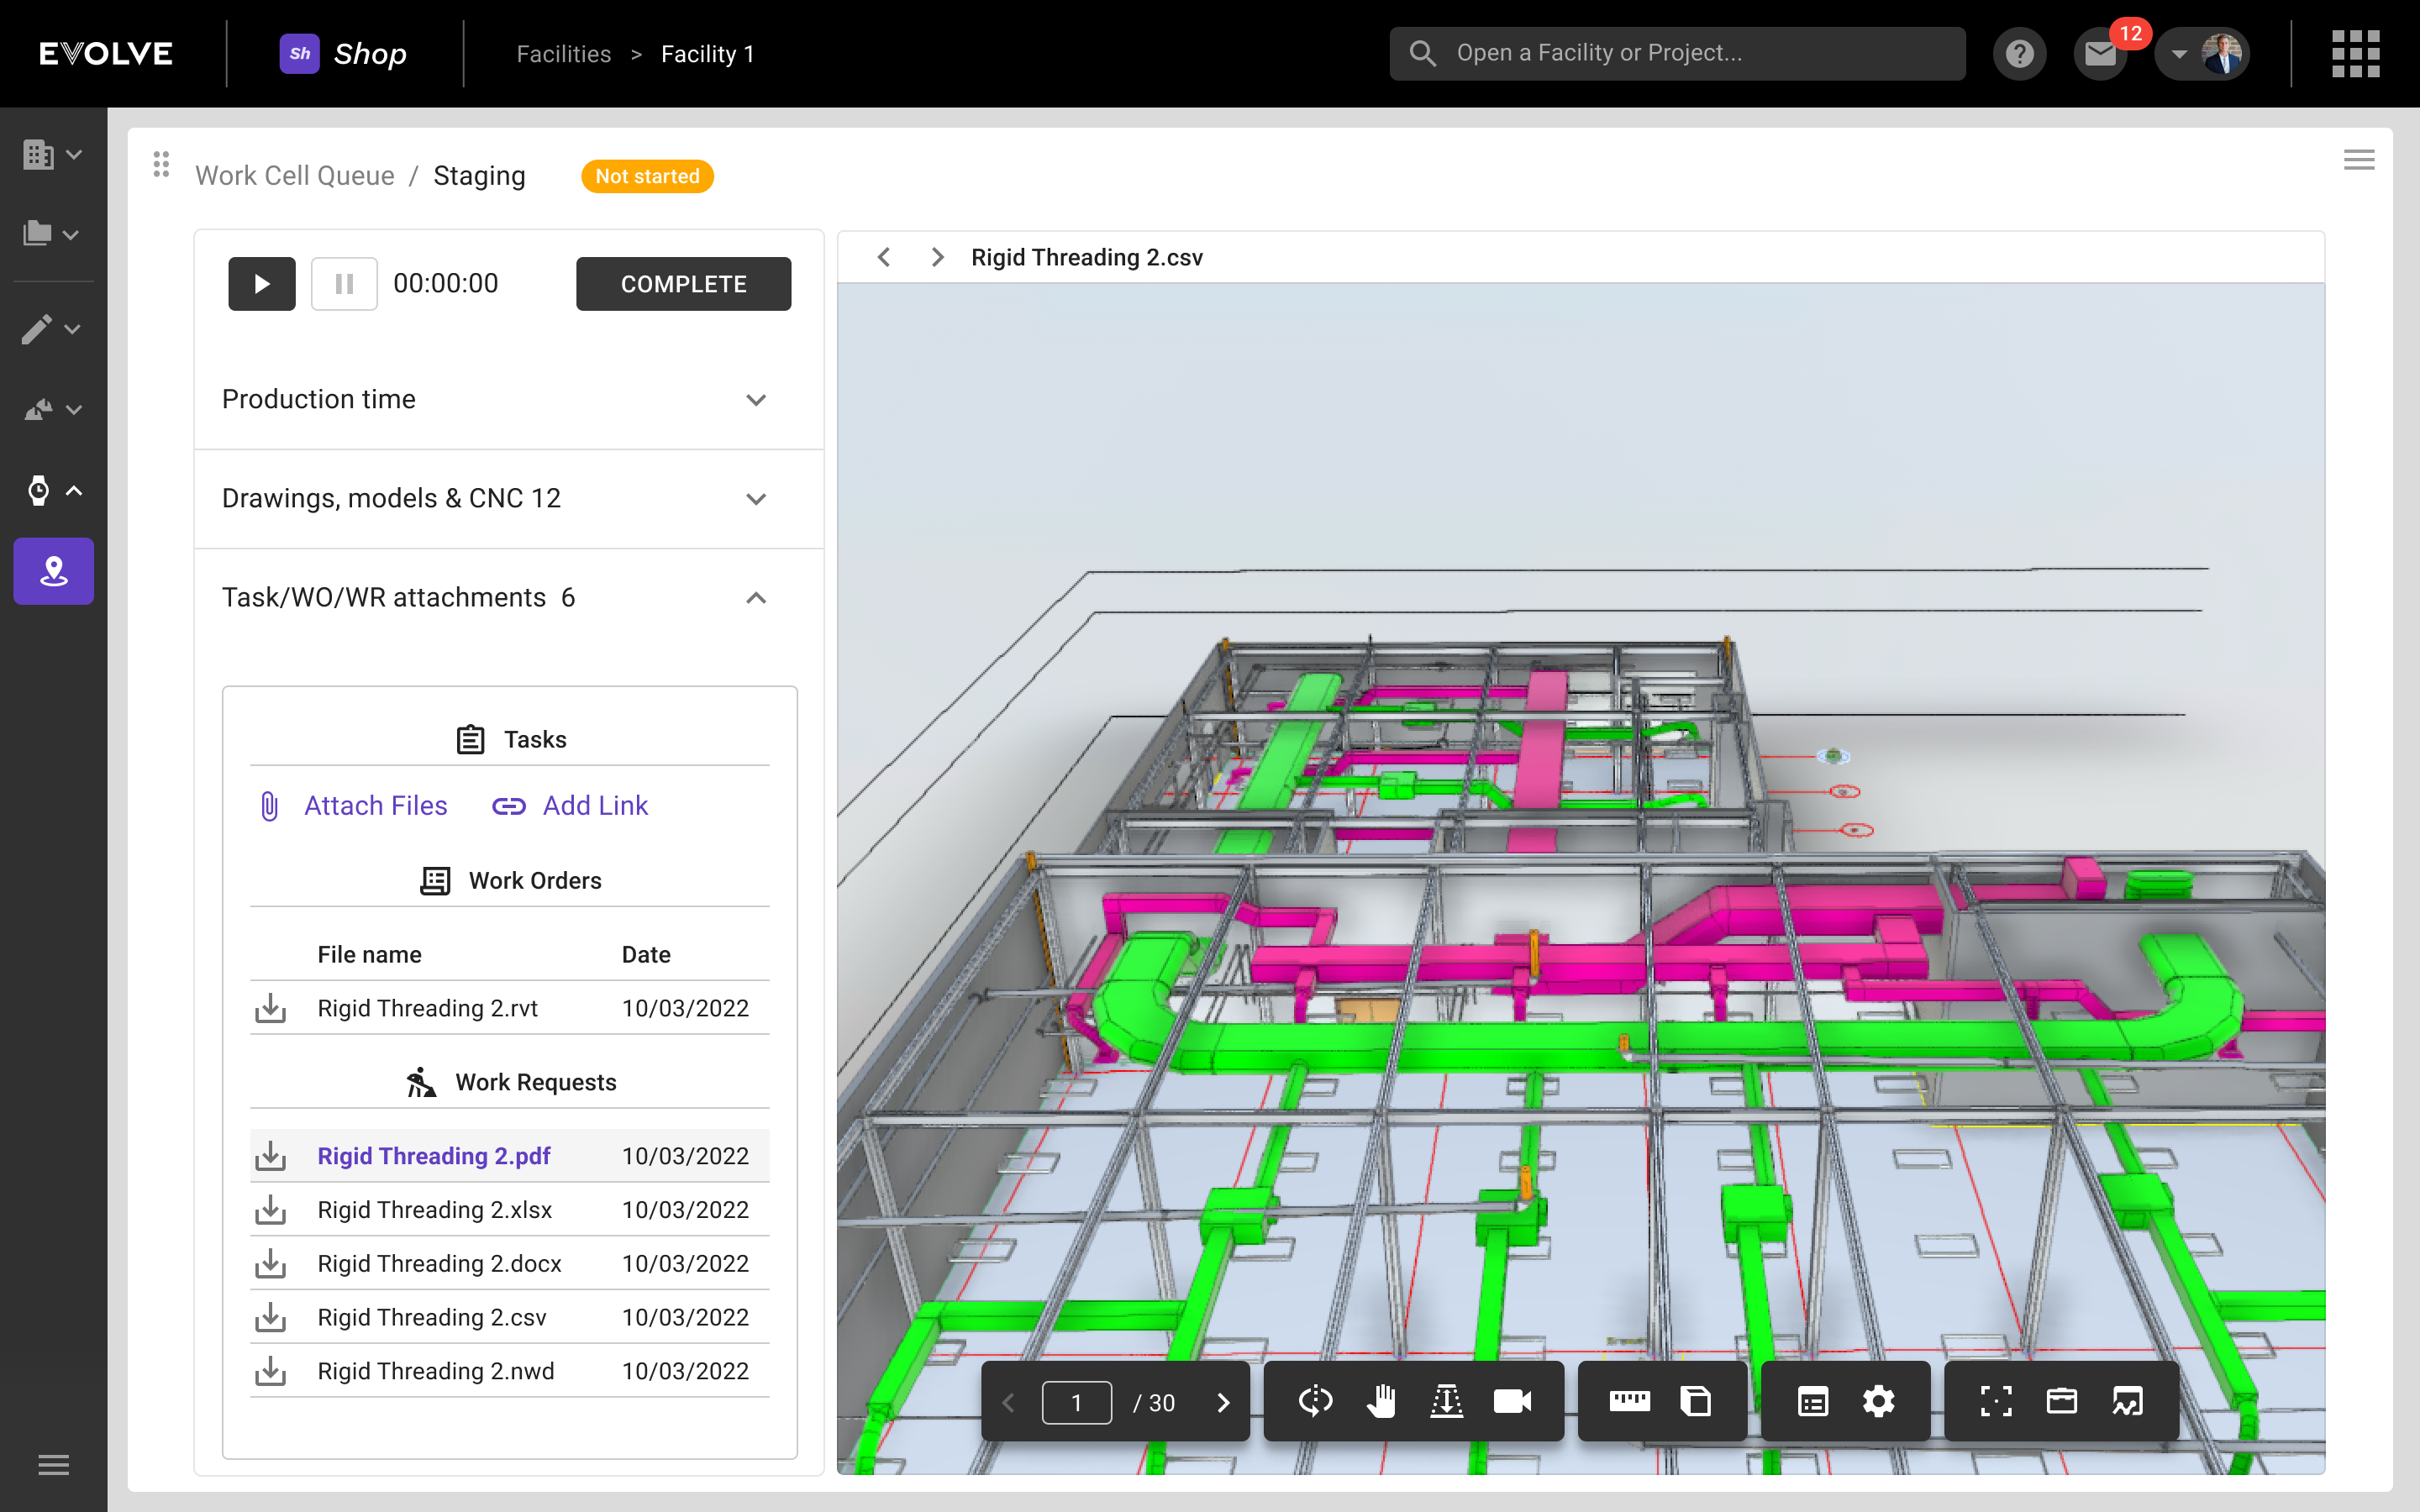 EVOLVE
Sh Shop
Facilities > Facility 1
Open a Facility or Project...
12
Work Cell Queue / Staging
Not started
00:00:00
COMPLETE
Rigid Threading 2.csv
Production time
Drawings, models & CNC 12
Task/WO/WR attachments 6
Tasks
Attach Files
Add Link
Work Orders
File name Date
Rigid Threading 2.rvt 10/03/2022
Work Requests
Rigid Threading 2.pdf 10/03/2022
Rigid Threading 2.xlsx 10/03/2022
Rigid Threading 2.docx 10/03/2022
Rigid Threading 2.csv 10/03/2022
Rigid Threading 2.nwd 10/03/2022
1 / 30